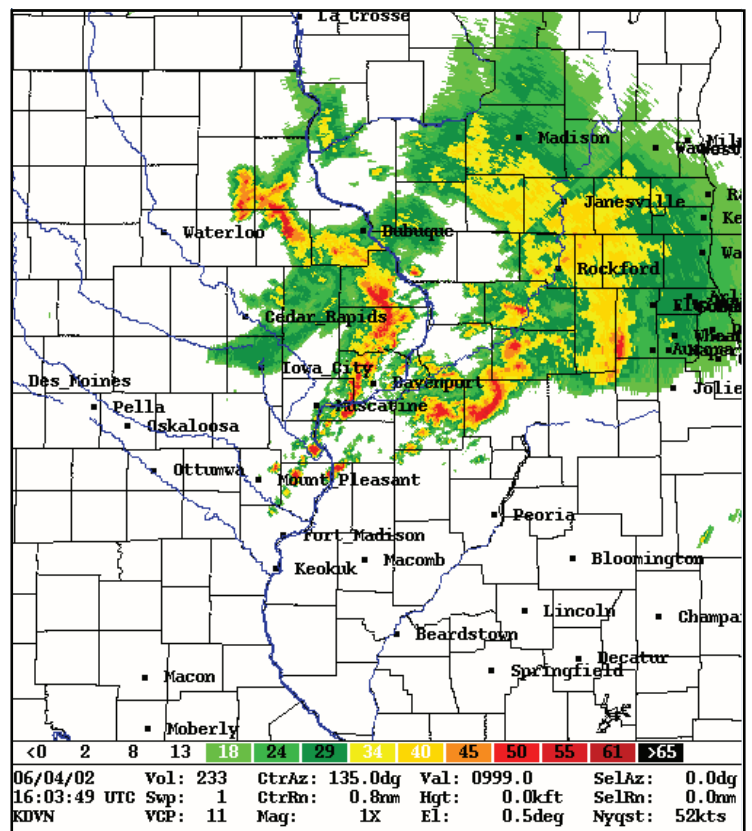 La_Crosse
Madison
Janesville
Waterloo
Dubuque
Rockford
Cedar_Rapids
Iowa_City
Des_Moines
Davenport
Pella
Muscatine
Oskaloosa
Ottumwa
Mount_Pleasant
Peoria
Fort_Madison
Macomb
Bloomington
Keokuk
Lincoln
Champa
Beardstown
Decatur
Springfield
Macon
Moberly
<0 2 8 13 18 24 29 34 40 45 50 55 61 >65
06/04/02 Vol: 233 CtrAz: 135.0dg Val: 0999.0 SelAz: 0.0dg
16:03:49 UTC Swp: 1 CtrRn: 0.8nm Hgt: 0.0kft SelRn: 0.0nm
KDVN VCP: 11 Mag: 1X El: 0.5deg Nyqst: 52kts